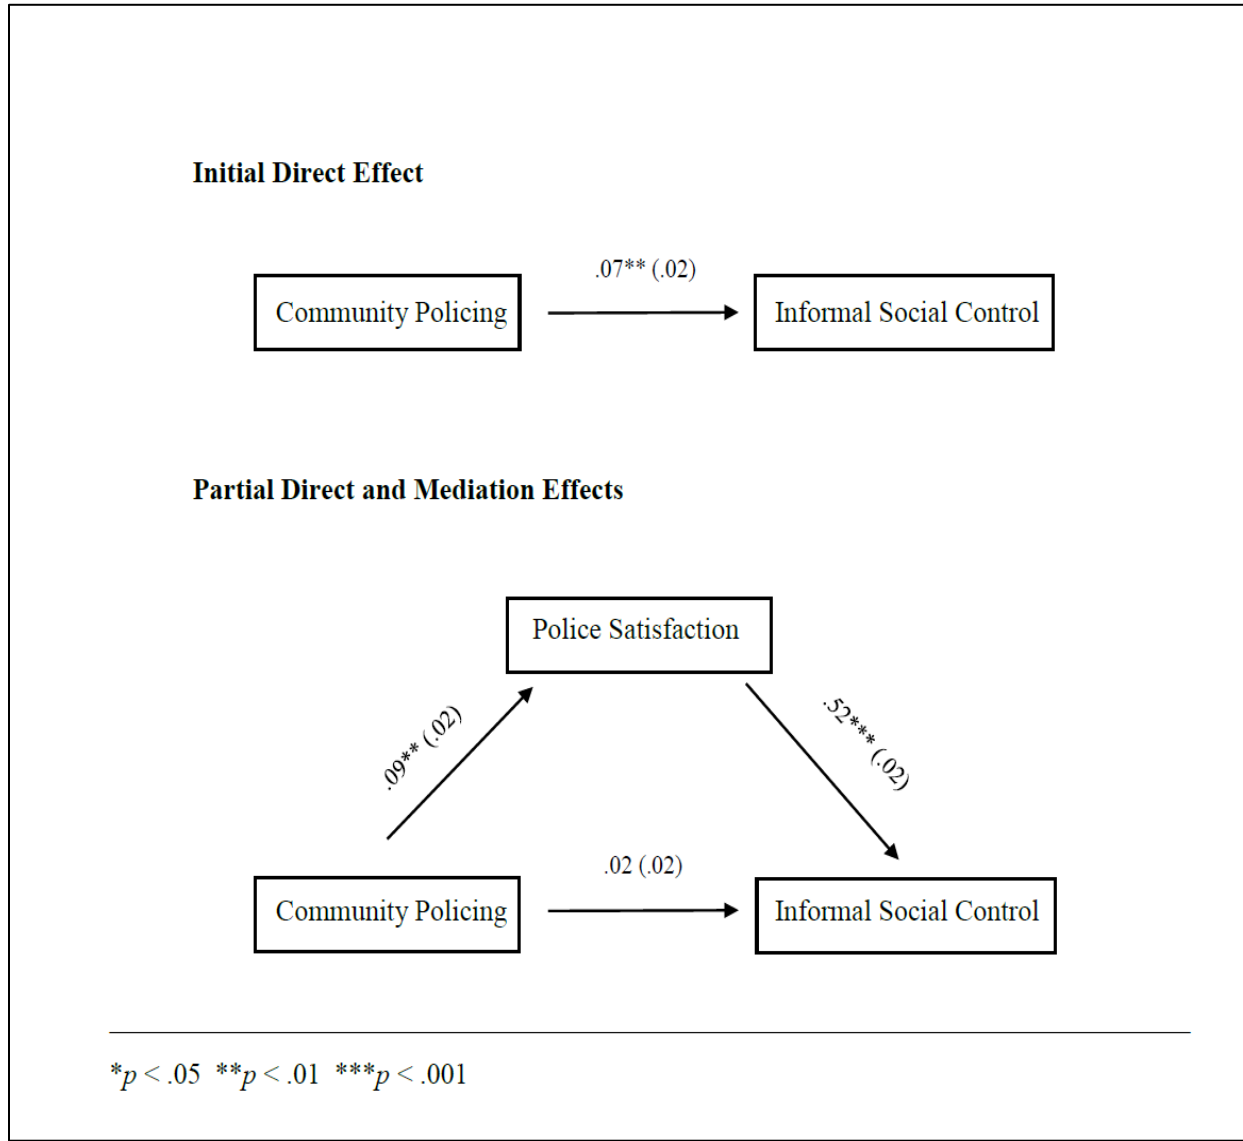 Initial Direct Effect
.07** (.02)
Community Policing
Informal Social Control
Partial Direct and Mediation Effects
Police Satisfaction
.09** (.02)
.52*** (.02)
.02 (.02)
Community Policing
Informal Social Control
*p < .05 **p < .01 ***p < .001